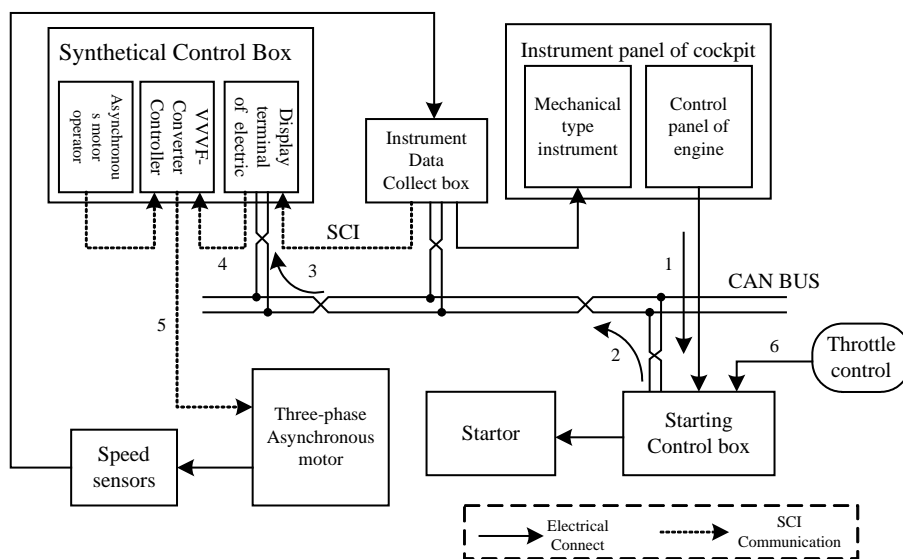 Synthetical Control Box
Asynchronou
s motor
operator
VVVF-
Converter
Controller
Display
terminal
of electric
Instrument
Data
Collect box
Instrument panel of cockpit
Mechanical
type
instrument
Control
panel of
engine
SCI
4
3
1
CAN BUS
5
2
6
Throttle
control
Three-phase
Asynchronous
motor
Speed
sensors
Startor
Starting
Control box
Electrical
Connect
SCI
Communication